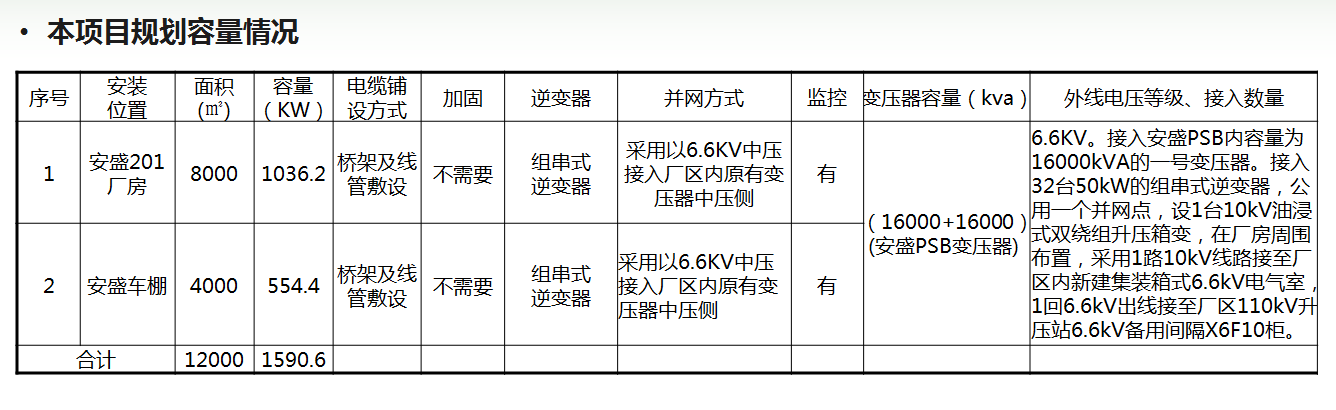 • 本项目规划容量情况
序号
安装
位置
面积
(㎡)
容量
（KW）
电缆铺
设方式
加固
逆变器
并网方式
监控
变压器容量（kva）
外线电压等级、接入数量
1
安盛201
厂房
8000
1036.2
桥架及线
管敷设
不需要
组串式
逆变器
采用以6.6KV中压
接入厂区内原有变
压器中压侧
有
（16000+16000）
(安盛PSB变压器)
6.6KV。接入安盛PSB内容量为
16000kVA的一号变压器。接入
32台50kW的组串式逆变器，公
用一个并网点，设1台10kV油浸
式双绕组升压箱变，在厂房周围
布置，采用1路10kV线路接至厂
区内新建集装箱式6.6kV电气室，
1回6.6kV出线接至厂区110kV升
压站6.6kV备用间隔X6F10柜。
2
安盛车棚
4000
554.4
桥架及线
管敷设
不需要
组串式
逆变器
采用以6.6KV中压
接入厂区内原有变
压器中压侧
有
合计
12000
1590.6